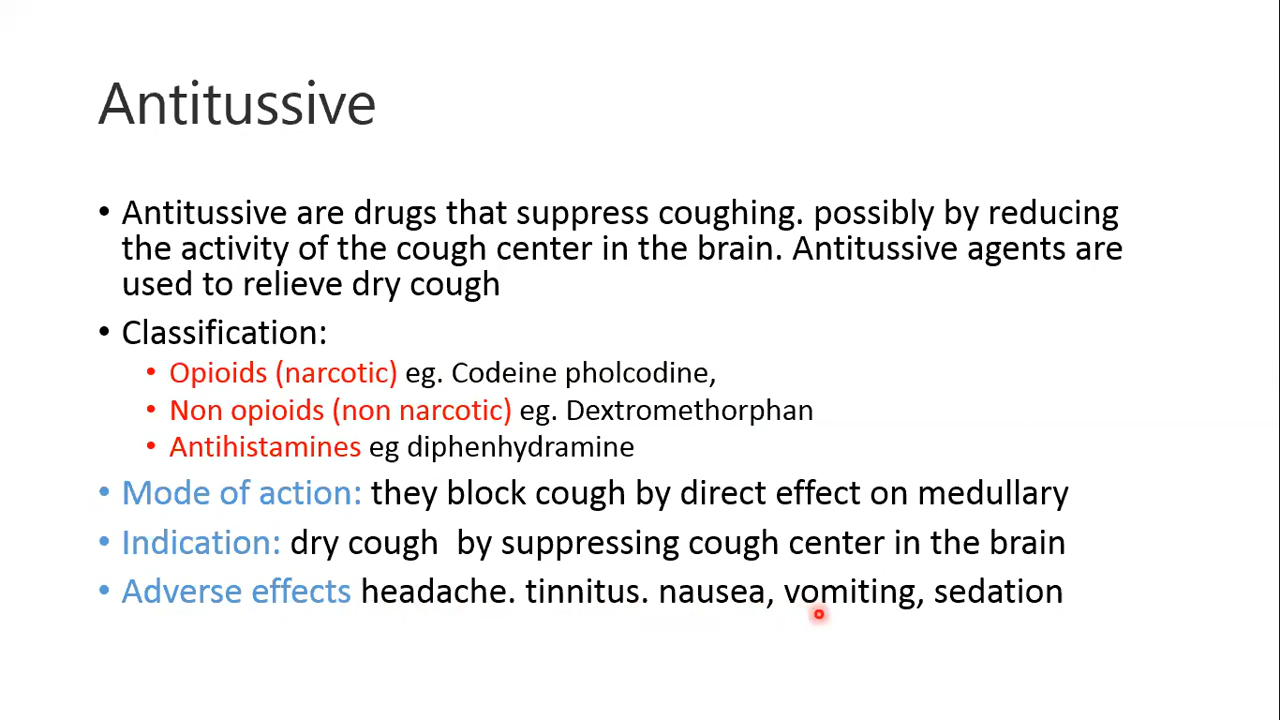 Antitussive
• Antitussive are drugs that suppress coughing. possibly by reducing
the activity of the cough center in the brain. Antitussive agents are
used to relieve dry cough
• Classification:
• Opioids (narcotic) eg. Codeine pholcodine,
• Non opioids (non narcotic) eg. Dextromethorphan
• Antihistamines eg diphenhydramine
• Mode of action: they block cough by direct effect on medullary
• Indication: dry cough  by suppressing cough center in the brain
• Adverse effects headache. tinnitus. nausea, vomiting, sedation